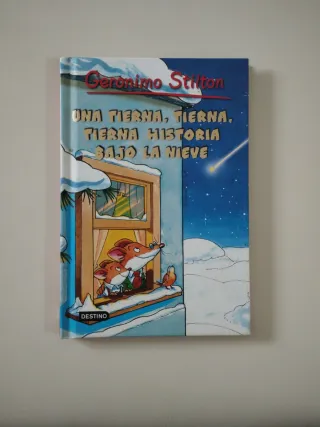 Geronimo Stilton
UNA TIERNA, TIERNA,
TIERNA HISTORIA
BAJO LA NIEVE
DESTINO